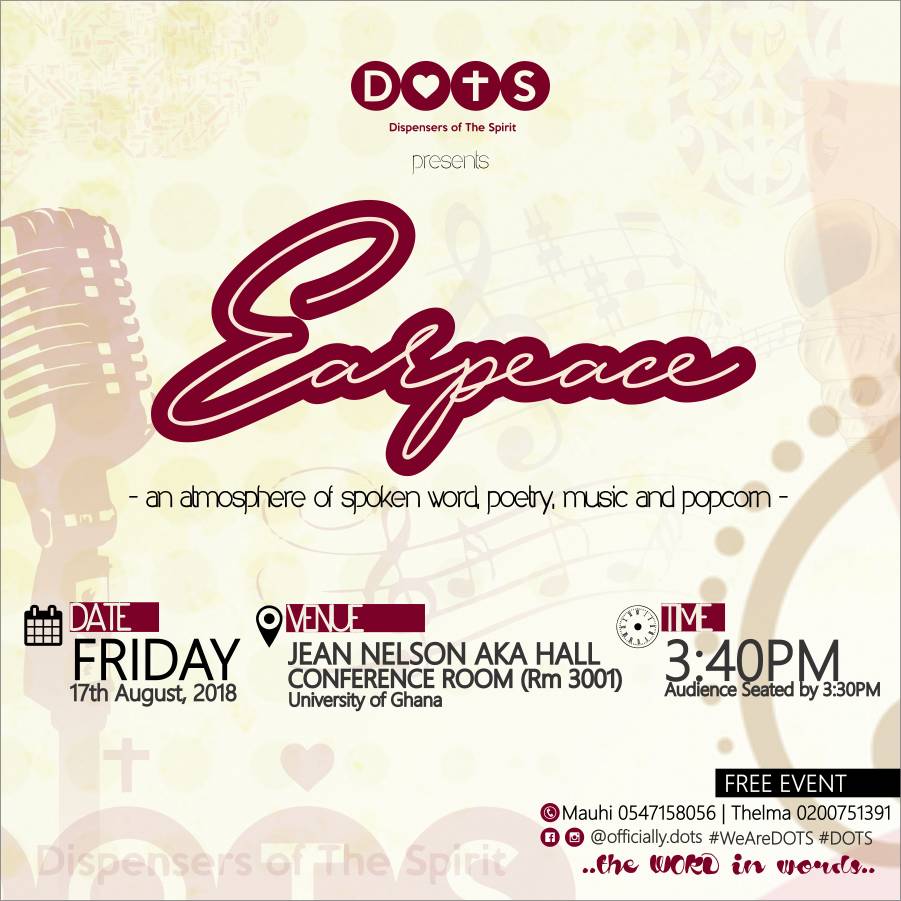 DOTS
Dispensers of The Spirit
presents
Earpeace
- an atmosphere of spoken word, poetry, music and popcorn -
DATE
FRIDAY
17th August, 2018
VENUE
JEAN NELSON AKA HALL
CONFERENCE ROOM (Rm 3001)
University of Ghana
TIME
3:40PM
Audience Seated by 3:30PM
FREE EVENT
Mauhi 0547158056 | Thelma 0200751391
@officially.dots #WeAreDOTS #DOTS
..the WORD in words..
DOTS
Dispensers of The Spirit